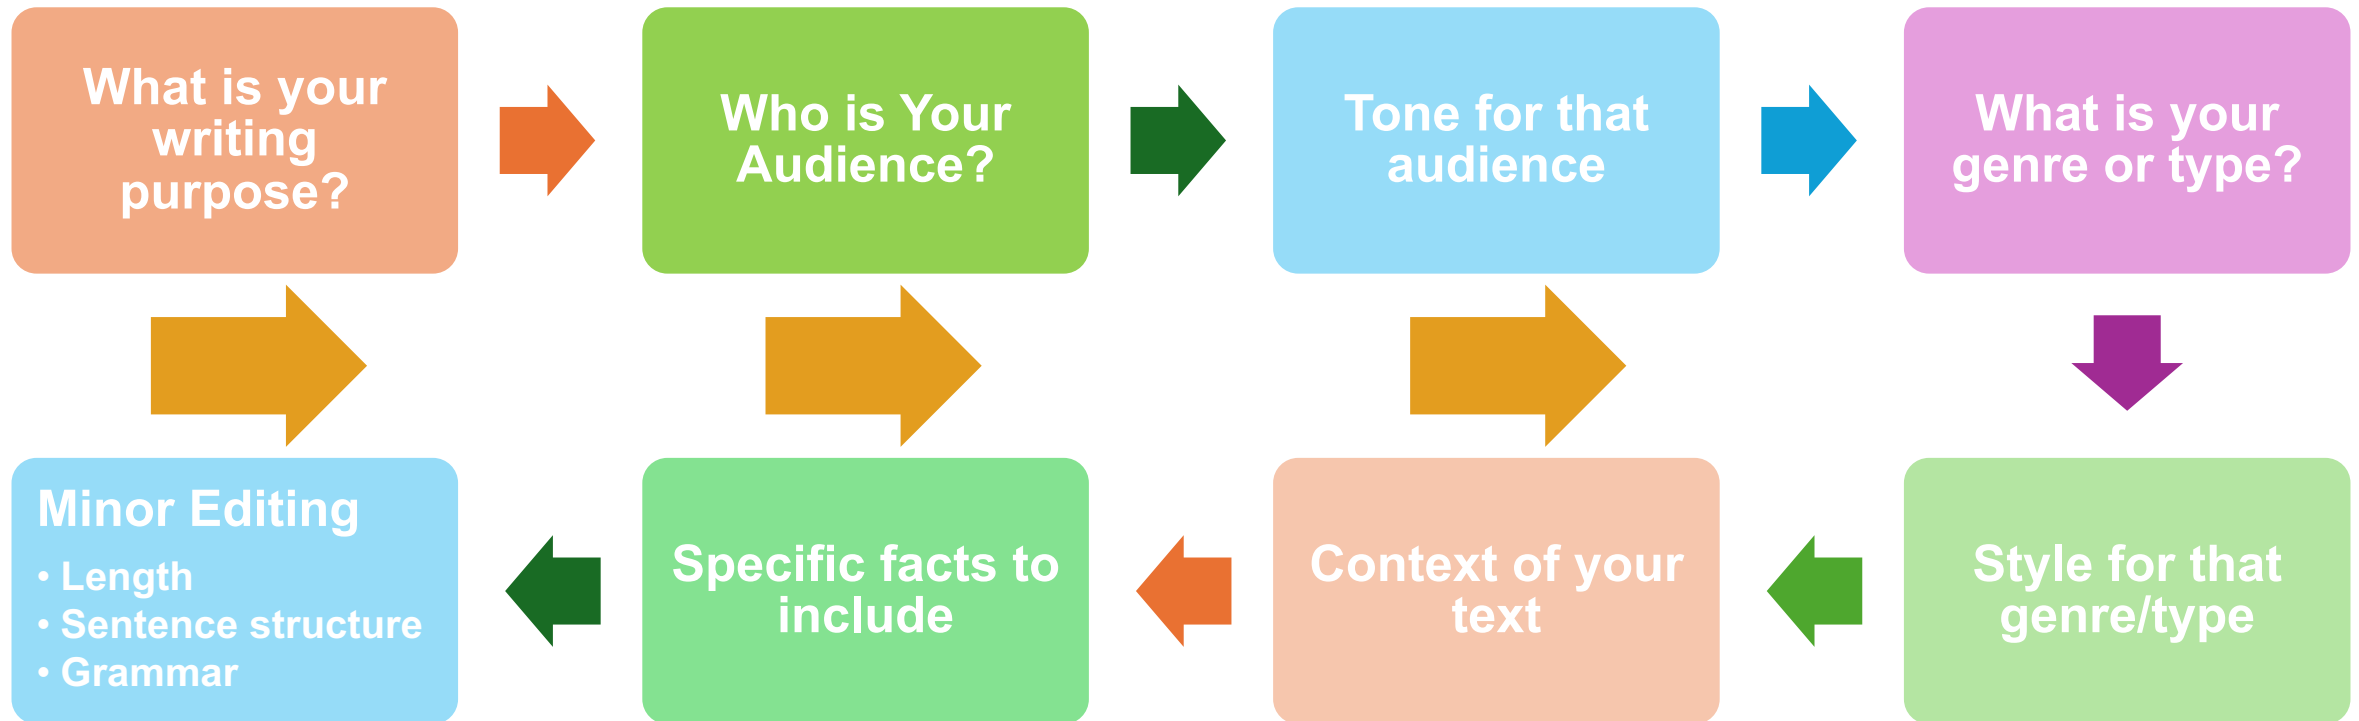 What is your
writing
purpose?
Who is Your
Audience?
Tone for that
audience
What is your
genre or type?
Style for that
genre/type
Context of your
text
Specific facts to
include
Minor Editing
• Length
• Sentence structure
• Grammar